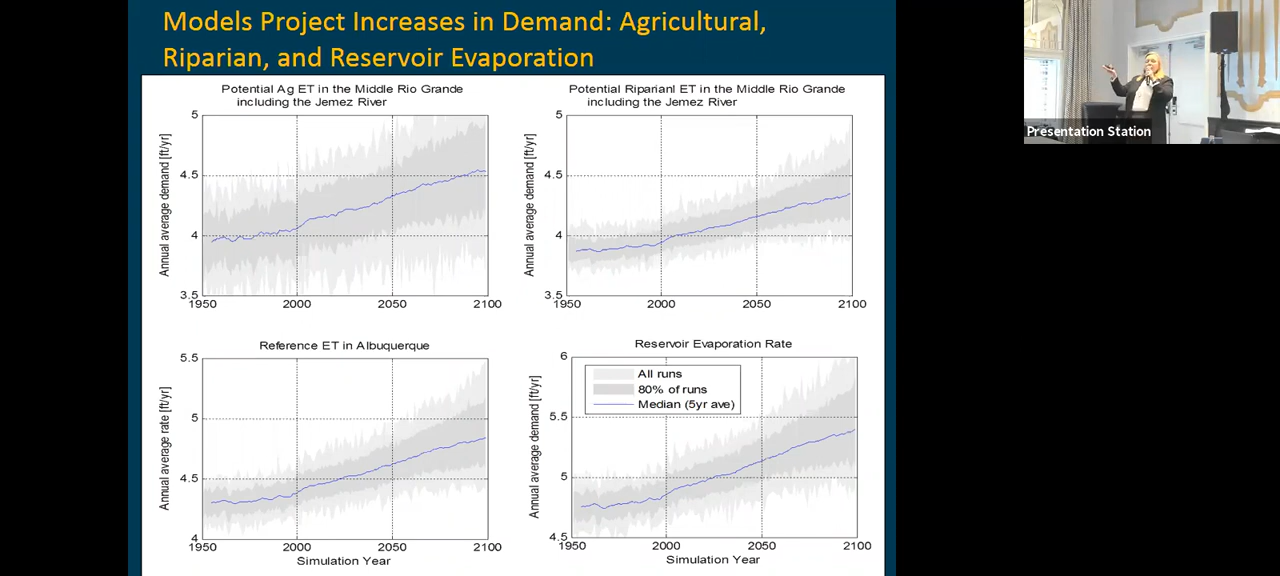 Models Project Increases in Demand: Agricultural,
Riparian, and Reservoir Evaporation
Potential Ag ET in the Middle Rio Grande
including the Jemez River
Annual average demand [ft/yr]
5
4.5
4
3.5
1950
2000
2050
2100
Potential Riparianl ET in the Middle Rio Grande
including the Jemez River
Annual average demand [ft/yr]
5
4.5
4
3.5
1950
2000
2050
2100
Reference ET in Albuquerque
Annual average rate [ft/yr]
5.5
5
4.5
4
1950
2000
2050
2100
Simulation Year
Reservoir Evaporation Rate
All runs
80% of runs
Median (5yr ave)
Annual average demand [ft/yr]
6
5.5
5
4.5
1950
2000
2050
2100
Simulation Year
Presentation Station